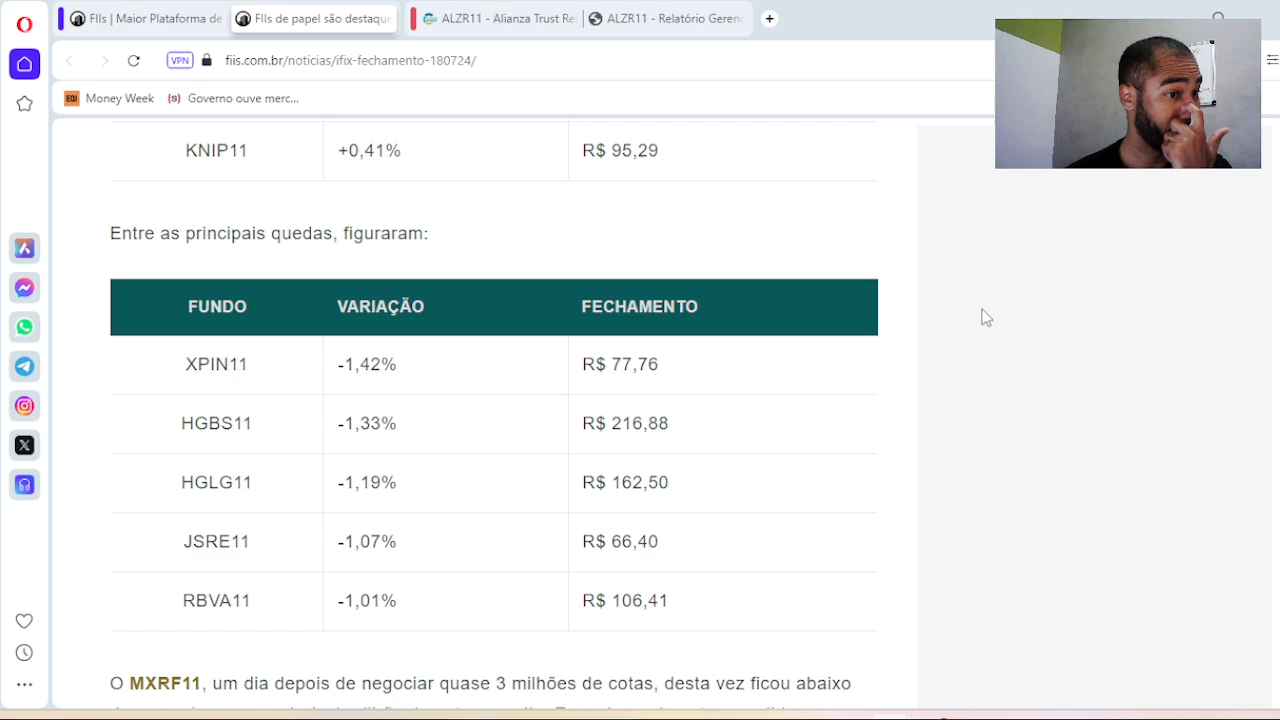 FIIs | Maior Plataforma de
FIIs de papel são destaque
ALZR11 - Alianza Trust Re
ALZR11 - Relatório Gerenc
VPN
fiis.com.br/noticias/ifix-fechamento-180724/
EQI Money Week
(s) Governo ouve merc...
KNIP11 +0,41% R$ 95,29
Entre as principais quedas, figuraram:
FUNDO VARIAÇÃO FECHAMENTO
XPIN11 -1,42% R$ 77,76
HGBS11 -1,33% R$ 216,88
HGLG11 -1,19% R$ 162,50
JSRE11 -1,07% R$ 66,40
RBVA11 -1,01% R$ 106,41
O MXRF11, um dia depois de negociar quase 3 milhões de cotas, desta vez ficou abaixo